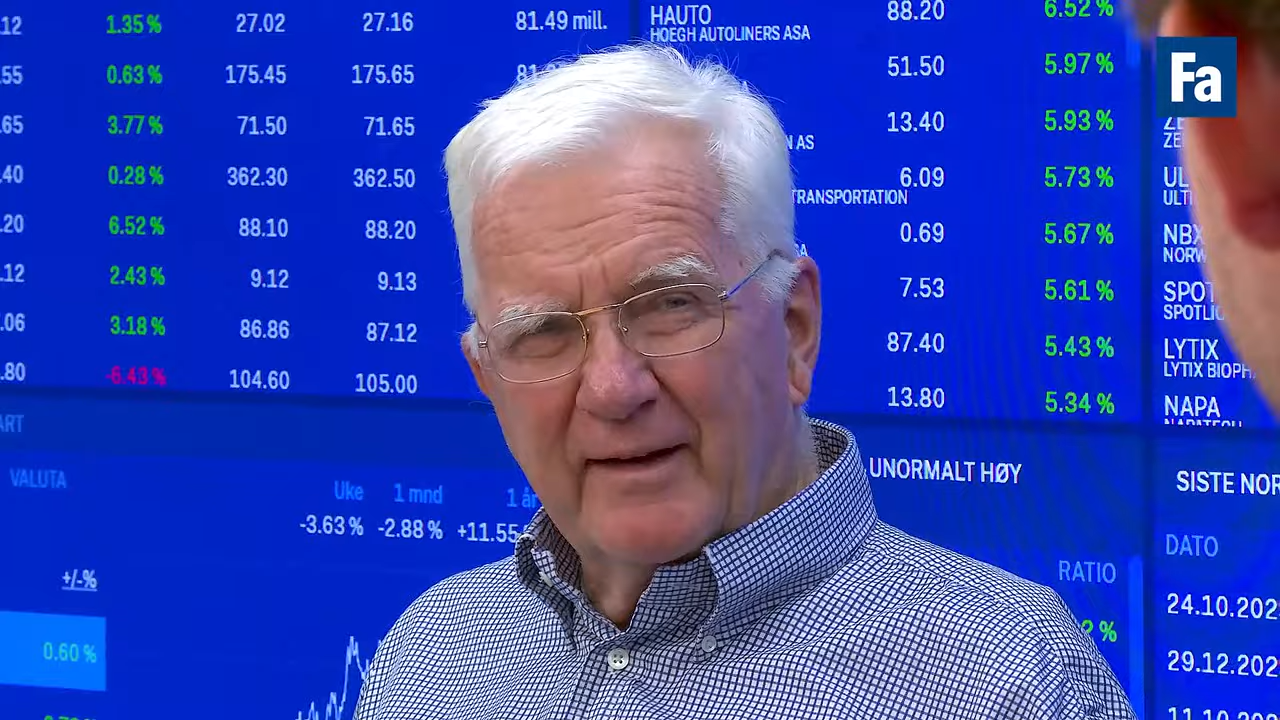 .12 1.35 % 27.02 27.16 81.49 mill.
.55 0.63 % 175.45 175.65
.65 3.77 % 71.50 71.65
.40 0.28 % 362.30 362.50
.20 6.52 % 88.10 88.20
.12 2.43 % 9.12 9.13
.06 3.18 % 86.86 87.12
.80 -6.43 % 104.60 105.00
HAUTO 88.20 6.52 %
HOEGH AUTOLINERS ASA
51.50 5.97 %
13.40 5.93 %
AS
TRANSPORTATION 6.09 5.73 %
0.69 5.67 %
7.53 5.61 %
87.40 5.43 %
13.80 5.34 %
Fa
NBX
SPOT
LYTIX
LYTIX BIOPH
NAPA
VALUTA
Uke 1 mnd 1 år
-3.63 % -2.88 % +11.55
+/-%
0.60 %
UNORMALT HØY
RATIO
2 %
SISTE NOR
DATO
24.10.202
29.12.202